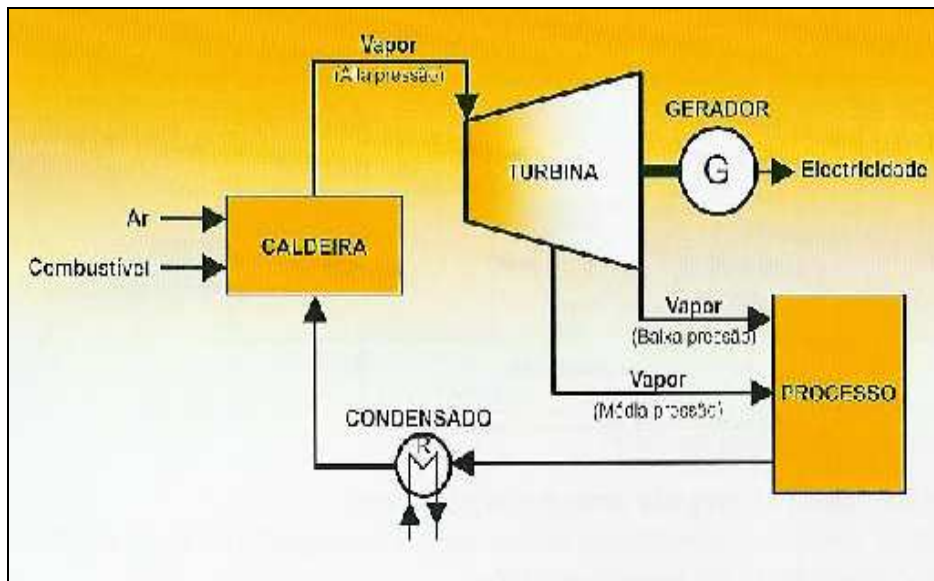 Vapor
(Alta pressão)
GERADOR
TURBINA
G
Electricidade
Ar
CALDEIRA
Combustível
Vapor
(Baixa pressão)
Vapor
(Média pressão)
PROCESSO
CONDENSADO
R